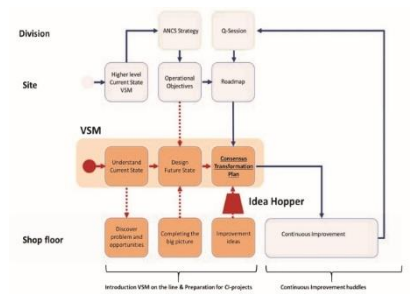 Division
ANCS Strategy
Q-Session
Site
Higher level
Current State
VSM
Operational
Objectives
Roadmap
VSM
Understand
Current State
Design
Future State
Consensus
Transformation
Plan
Idea Hopper
Shop floor
Discover
problem and
opportunities
Completing the
big picture
Improvement
ideas
Continuous Improvement
Introduction VSM on the line & Preparation for CI-projects
Continuous Improvement huddles